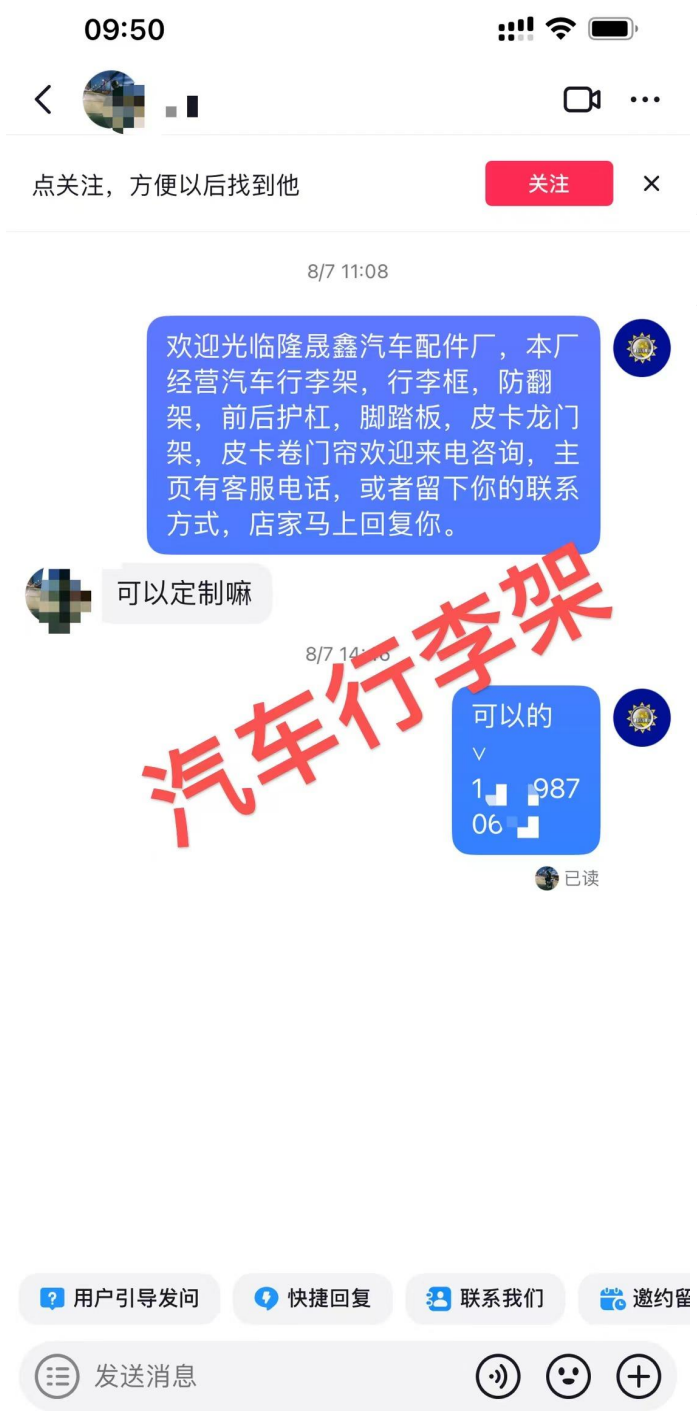 09:50
点关注，方便以后找到他
关注
8/7 11:08
欢迎光临隆晟鑫汽车配件厂，本厂
经营汽车行李架，行李框，防翻
架，前后护杠，脚踏板，皮卡龙门
架，皮卡卷门帘欢迎来电咨询，主
页有客服电话，或者留下你的联系
方式，店家马上回复你。
可以定制嘛
8/7
汽车行李架
可以的
V
1 987
06
已读
用户引导发问
快捷回复
联系我们
邀约留
发送消息